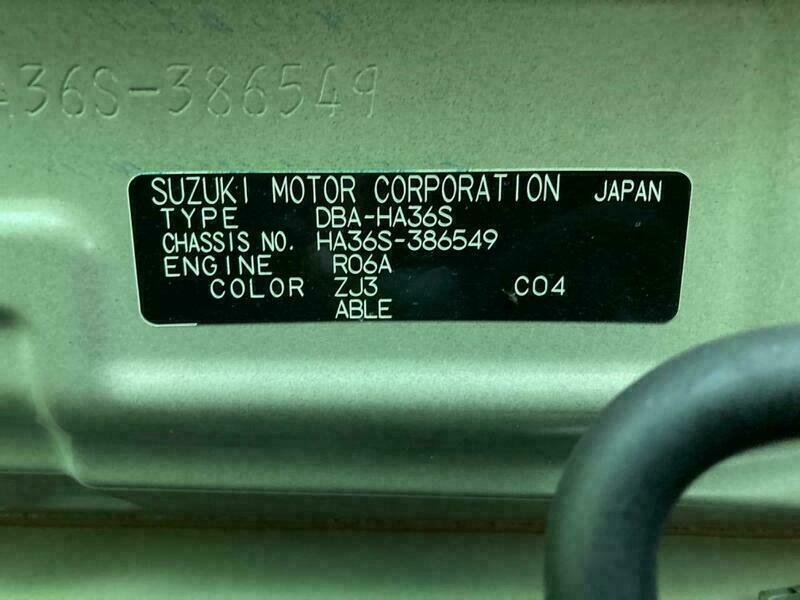 A36S-386549
SUZUKI MOTOR CORPORATION JAPAN
TYPE DBA-HA36S
CHASSIS NO. HA36S-386549
ENGINE R06A
COLOR ZJ3 C04
ABLE